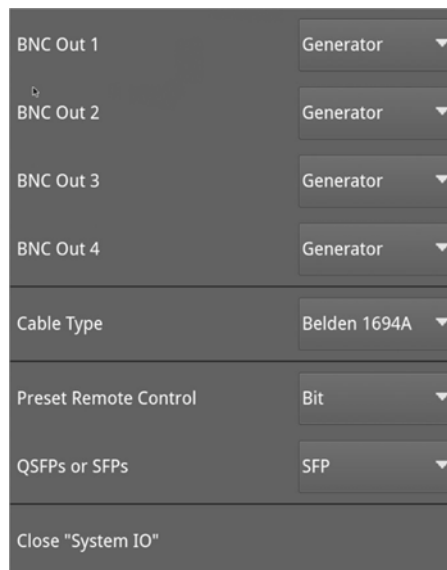 BNC Out 1 Generator
BNC Out 2 Generator
BNC Out 3 Generator
BNC Out 4 Generator
Cable Type Belden 1694A
Preset Remote Control Bit
QSFPs or SFPs SFP
Close "System IO"